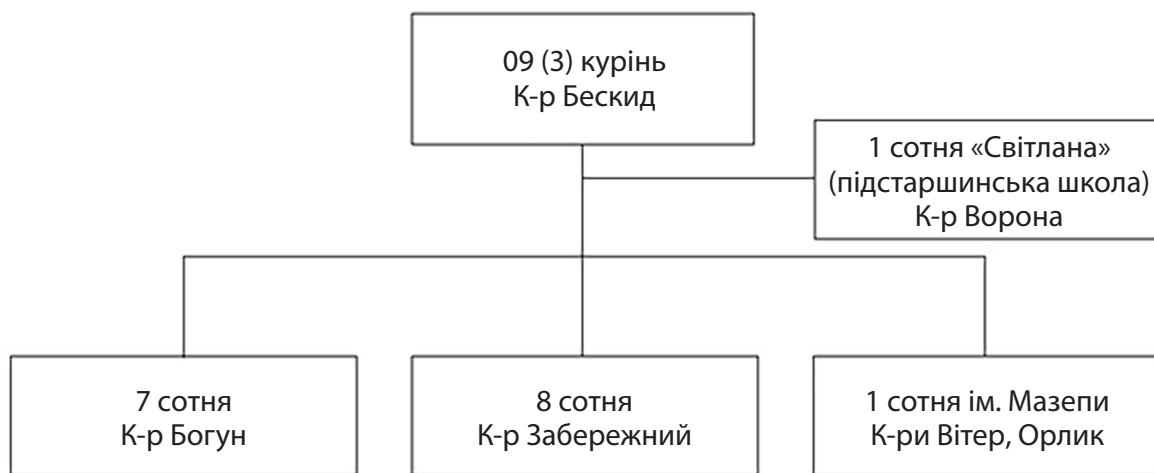 09 (3) курінь
К-р Бескид
1 сотня «Світлана»
(підстаршинська школа)
К-р Ворона
7 сотня
К-р Богун
8 сотня
К-р Забережний
1 сотня ім. Мазепи
К-ри Вітер, Орлик